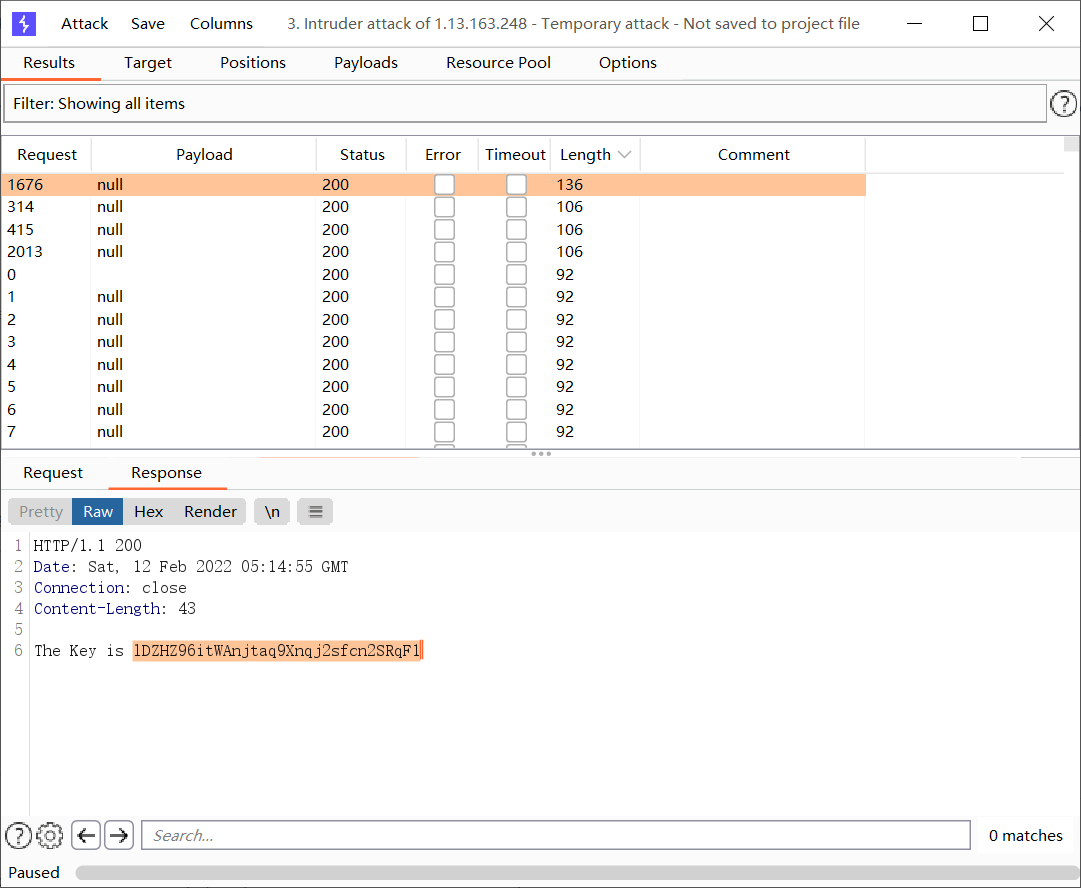 Attack Save Columns 3. Intruder attack of 1.13.163.248 - Temporary attack - Not saved to project file
Results Target Positions Payloads Resource Pool Options
Filter: Showing all items ?
Request Payload Status Error Timeout Length Comment
1676 null 200 136
314 null 200 106
415 null 200 106
2013 null 200 106
0 200 92
1 null 200 92
2 null 200 92
3 null 200 92
4 null 200 92
5 null 200 92
6 null 200 92
7 null 200 92
Request Response
Pretty Raw Hex Render \n
1 HTTP/1.1 200
2 Date: Sat, 12 Feb 2022 05:14:55 GMT
3 Connection: close
4 Content-Length: 43
5
6 The Key is lDZHZ96itWAnjtaq9Xnqj2sfcn2SRqFl
? Search... 0 matches
Paused